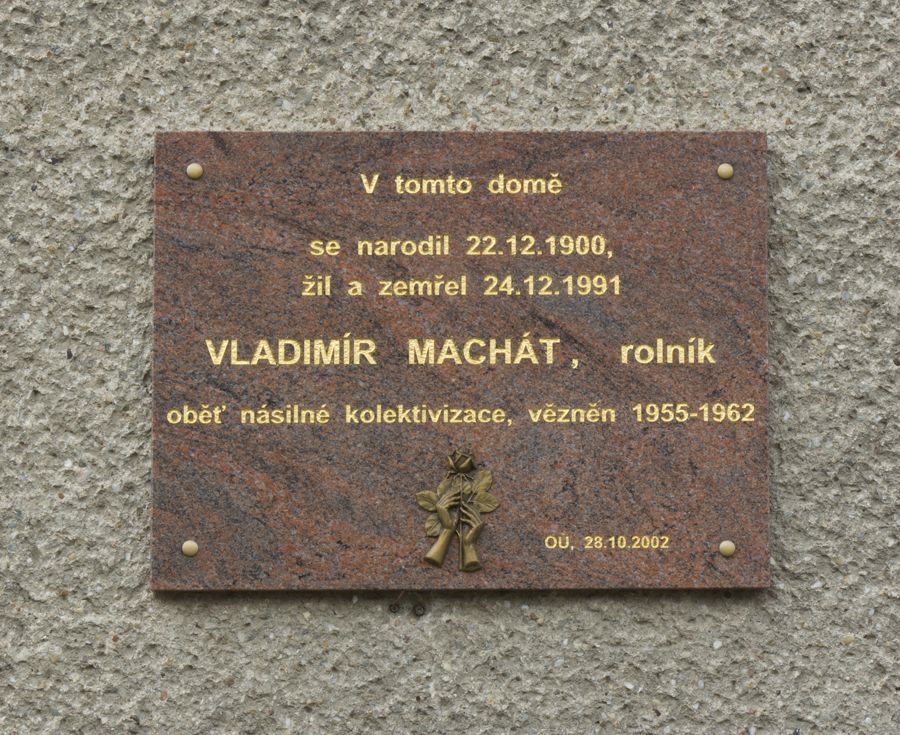 V tomto domě
se narodil 22.12.1900,
žil a zemřel 24.12.1991
VLADIMÍR MACHÁT, rolník
oběť násilné kolektivizace, vězněn 1955-1962
OÚ, 28.10.2002